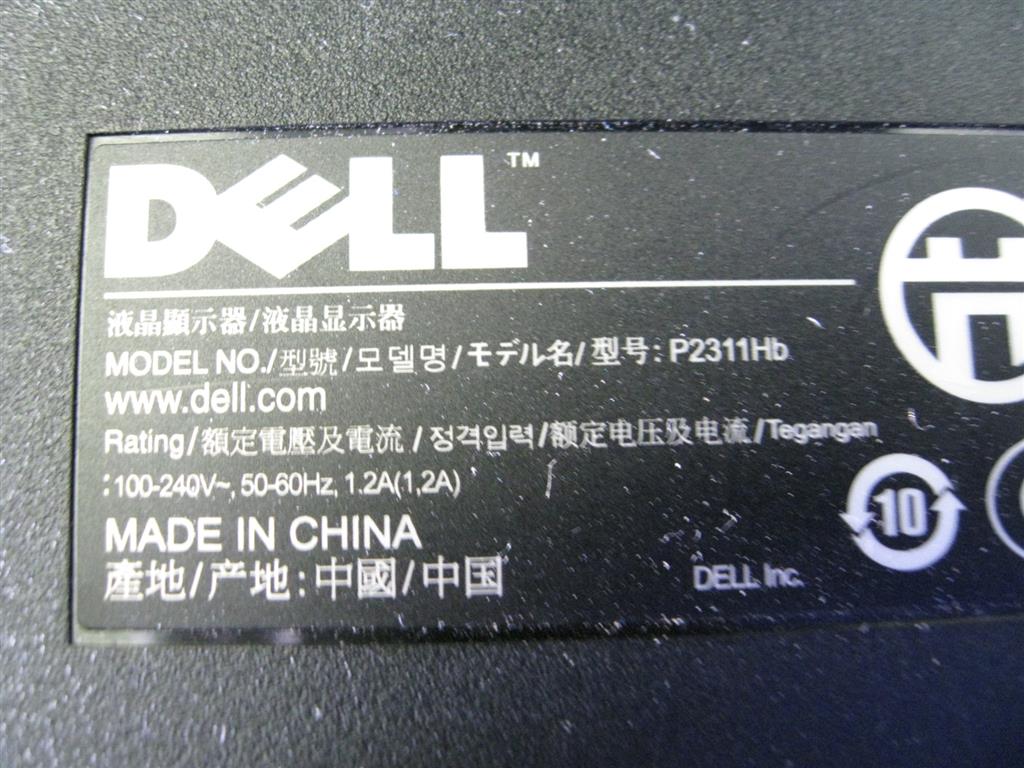 DELL™
液晶顯示器/液晶显示器
MODEL NO./型號/모델명/モデル名/型号: P2311Hb
www.dell.com
Rating/額定電壓及電流/정격입력/额定电压及电流/Tegangan
:100-240V~, 50-60Hz, 1.2A(1,2A)
MADE IN CHINA
產地/产地:中國/中国
10
DELL Inc.